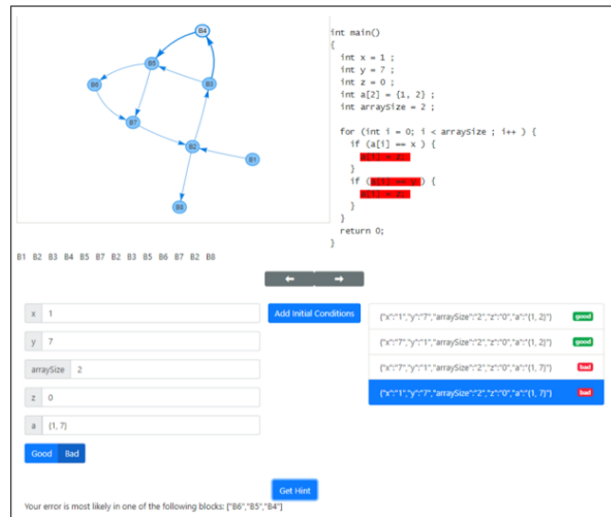 B4
B5
B6
B3
B7
B2
B1
B8
int main()
{
int x = 1 ;
int y = 7 ;
int z = 0 ;
int a[2] = {1, 2} ;
int arraySize = 2 ;
for (int i = 0; i < arraySize ; i++ ) {
if (a[i] == x ) {
a[i] = z;
}
if (a[i] == y ) {
a[i] = z;
}
}
return 0;
}
B1 B2 B3 B4 B5 B7 B2 B3 B5 B6 B7 B2 B8
← →
x 1
y 7
arraySize 2
z 0
a {1, 7}
Good Bad
Add Initial Conditions
{"x":"1","y":"7","arraySize":"2","z":"0","a":"{1, 2}"} good
{"x":"7","y":"1","arraySize":"2","z":"0","a":"{1, 2}"} good
{"x":"7","y":"1","arraySize":"2","z":"0","a":"{1, 7}"} bad
{"x":"1","y":"7","arraySize":"2","z":"0","a":"{1, 7}"} bad
Get Hint
Your error is most likely in one of the following blocks: ["B6","B5","B4"]